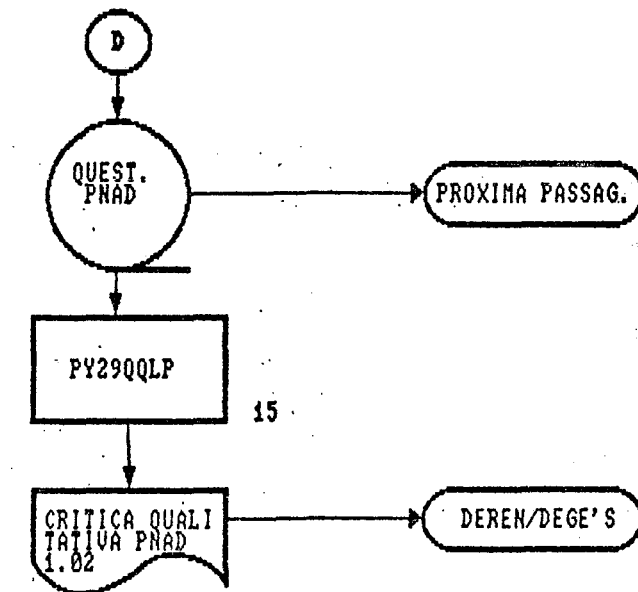 D
QUEST.
PNAD
PROXIMA PASSAG.
PY29QQLP
15
CRITICA QUALI
TATIVA PNAD
1.02
DEREN/DEGE'S